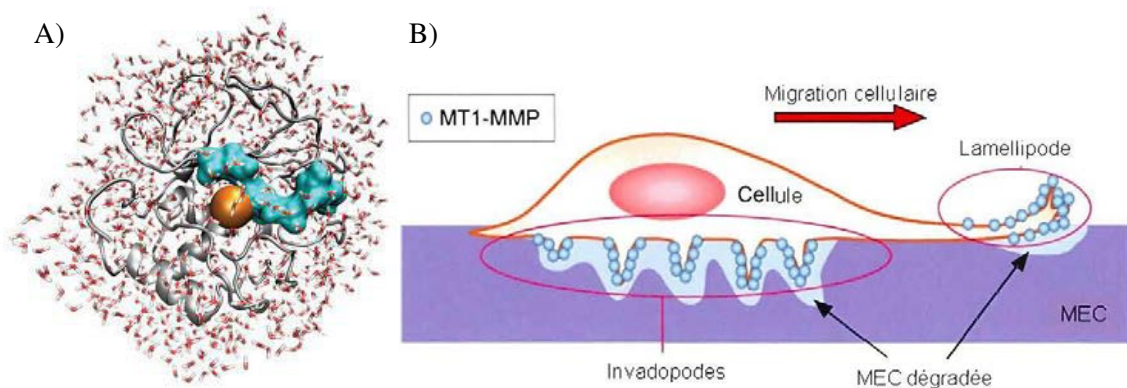 A)
B)
MT1-MMP
Migration cellulaire
Lamellipode
Cellule
MEC
Invadopodes
MEC dégradée